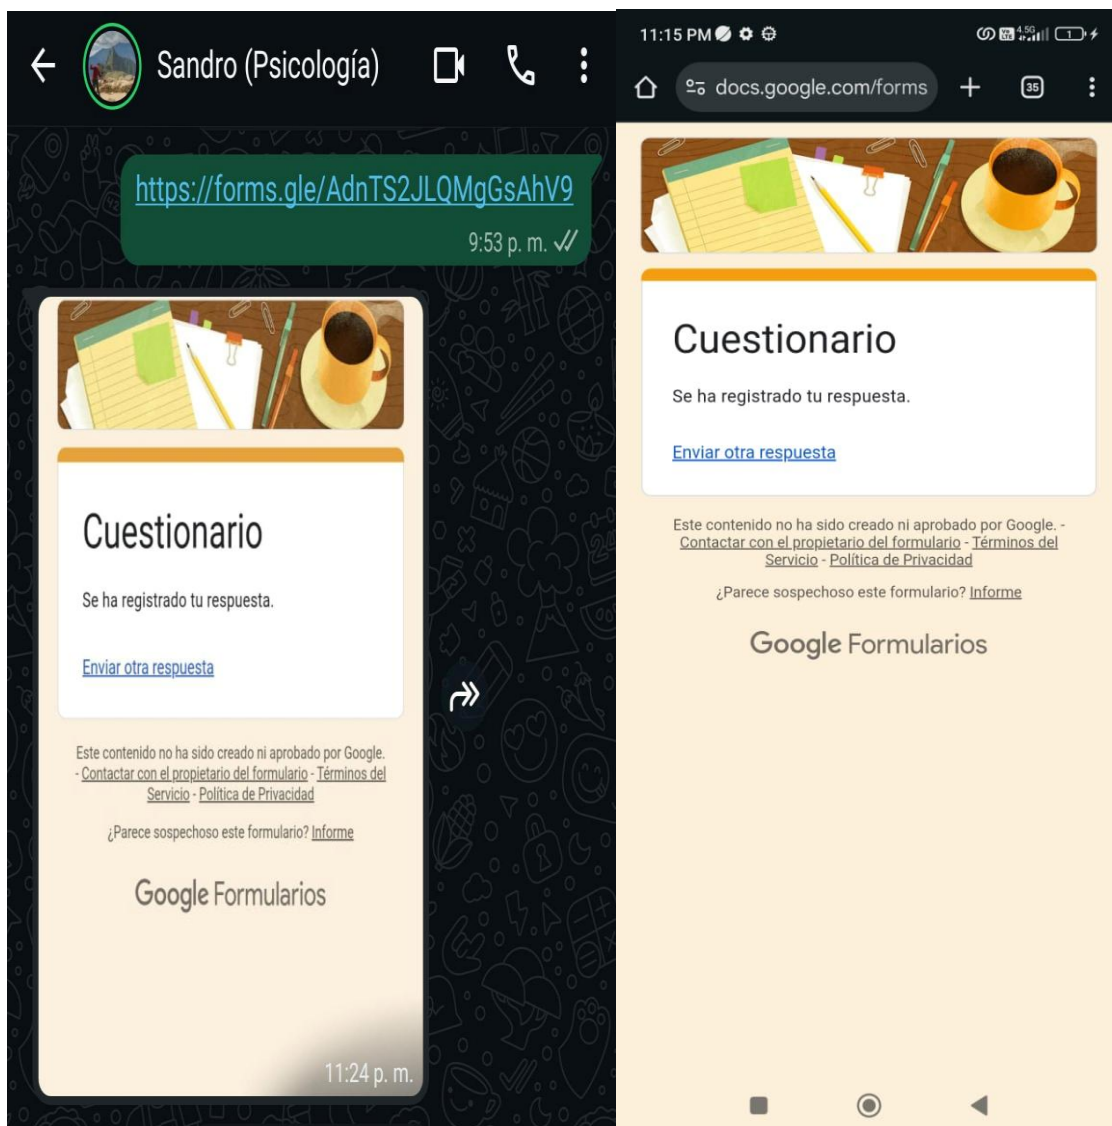 Sandro (Psicología)
https://forms.gle/AdnTS2JLQMgGsAhV9
9:53 p. m.
Cuestionario
Se ha registrado tu respuesta.
Enviar otra respuesta
Este contenido no ha sido creado ni aprobado por Google.
- Contactar con el propietario del formulario - Términos del
Servicio - Política de Privacidad
¿Parece sospechoso este formulario? Informe
Google Formularios
11:24 p. m.
11:15 PM
4.5G
1
docs.google.com/forms
35
Cuestionario
Se ha registrado tu respuesta.
Enviar otra respuesta
Este contenido no ha sido creado ni aprobado por Google. -
Contactar con el propietario del formulario - Términos del
Servicio - Política de Privacidad
¿Parece sospechoso este formulario? Informe
Google Formularios